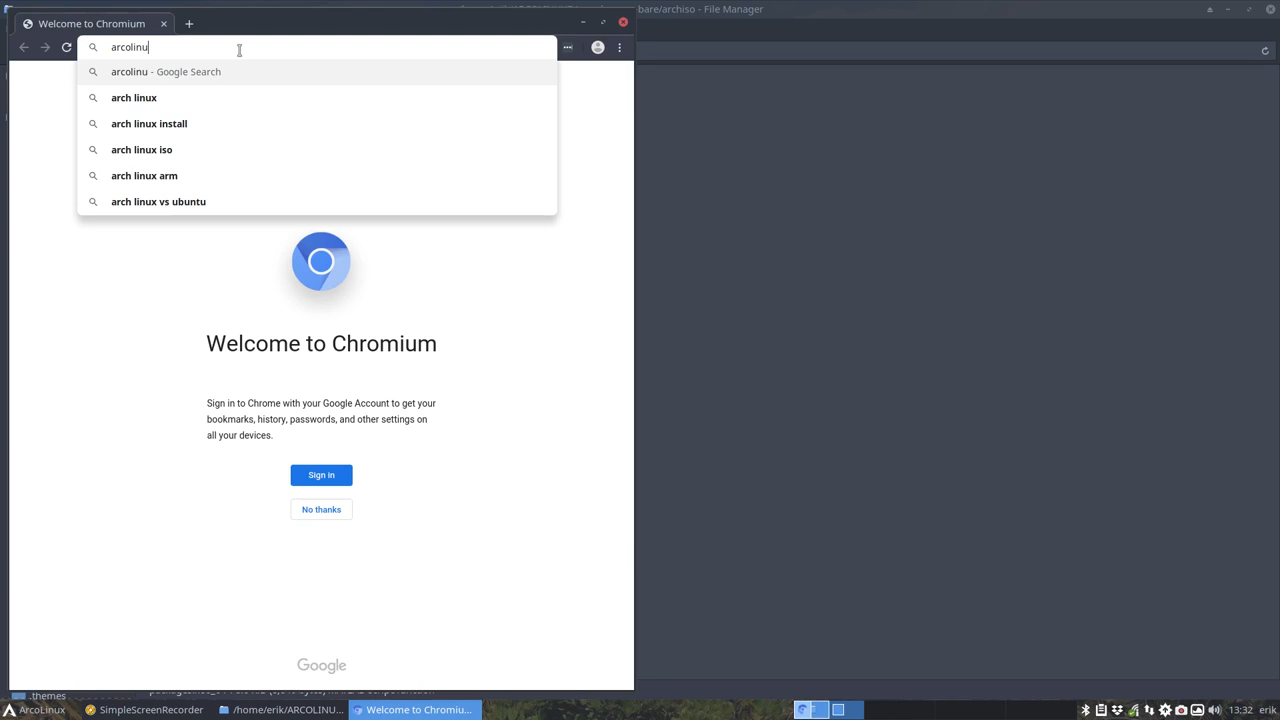 Welcome to Chromium
bare/archiso - File Manager
arcolinu
arcolinu - Google Search
arch linux
arch linux install
arch linux iso
arch linux arm
arch linux vs ubuntu
Welcome to Chromium
Sign in to Chrome with your Google Account to get your
bookmarks, history, passwords, and other settings on
all your devices.
Sign in
No thanks
Google
.themes
ArcoLinux
SimpleScreenRecorder
/home/erik/ARCOLINU...
Welcome to Chromiu...
13:32 erik